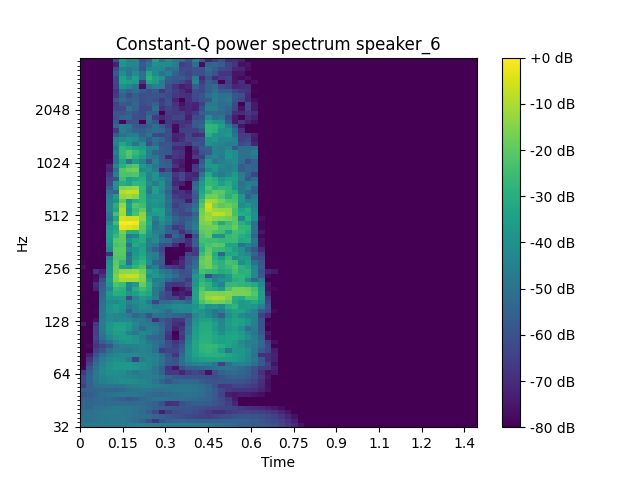 Constant-Q power spectrum speaker_6
+0 dB
2048
-10 dB
1024
-20 dB
512
-30 dB
Hz
-40 dB
256
-50 dB
128
-60 dB
64
-70 dB
32
-80 dB
0 0.15 0.3 0.45 0.6 0.75 0.9 1.1 1.2 1.4
Time